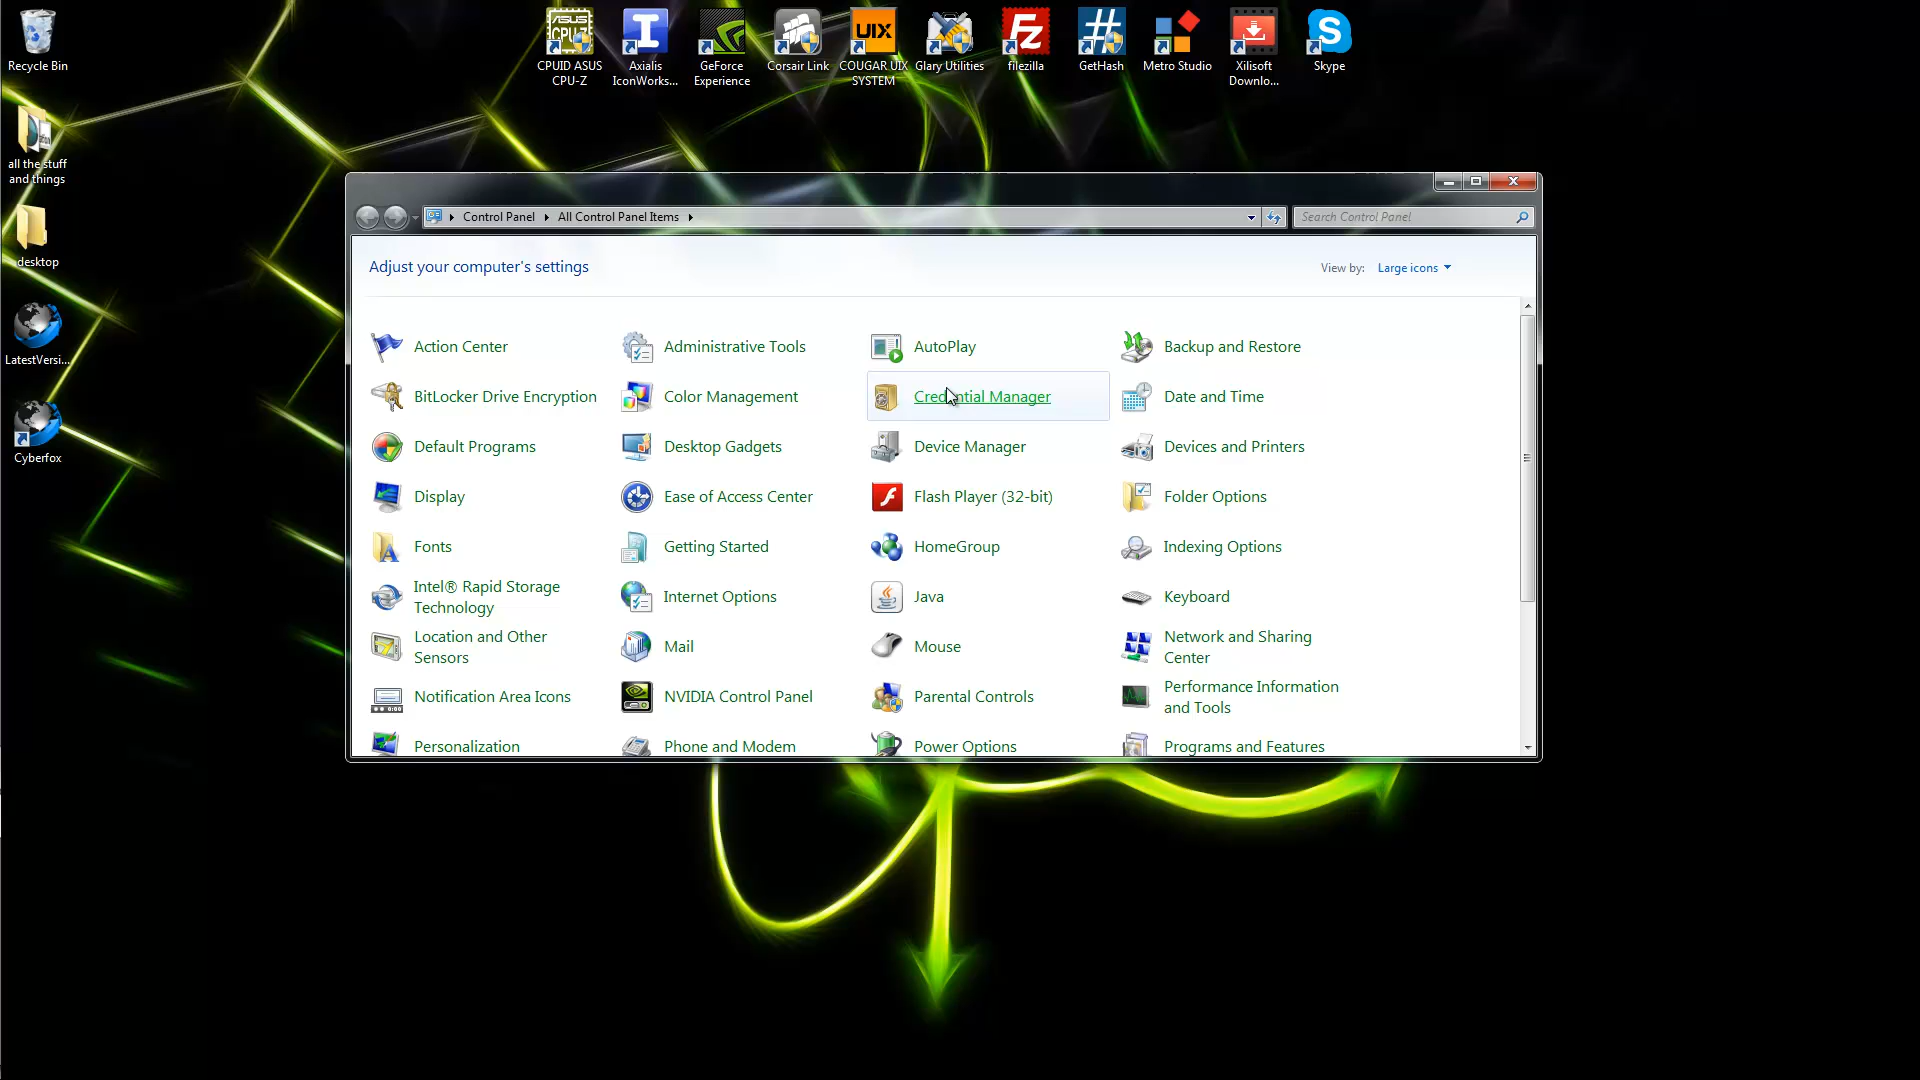 Recycle Bin
all the stuff
and things
desktop
LatestVersi...
Cyberfox
ASUS
CPU-Z
CPUID ASUS
CPU-Z
Axialis
IconWorks...
GeForce
Experience
Corsair Link
UIX
COUGAR UIX
SYSTEM
Glary Utilities
filezilla
GetHash
Metro Studio
Xilisoft
Downlo...
Skype
Control Panel
All Control Panel Items
Search Control Panel
Adjust your computer's settings
View by: Large icons
Action Center
Administrative Tools
AutoPlay
Backup and Restore
BitLocker Drive Encryption
Color Management
Credential Manager
Date and Time
Default Programs
Desktop Gadgets
Device Manager
Devices and Printers
Display
Ease of Access Center
Flash Player (32-bit)
Folder Options
Fonts
Getting Started
HomeGroup
Indexing Options
Intel® Rapid Storage
Technology
Internet Options
Java
Keyboard
Location and Other
Sensors
Mail
Mouse
Network and Sharing
Center
Notification Area Icons
NVIDIA Control Panel
Parental Controls
Performance Information
and Tools
Personalization
Phone and Modem
Power Options
Programs and Features